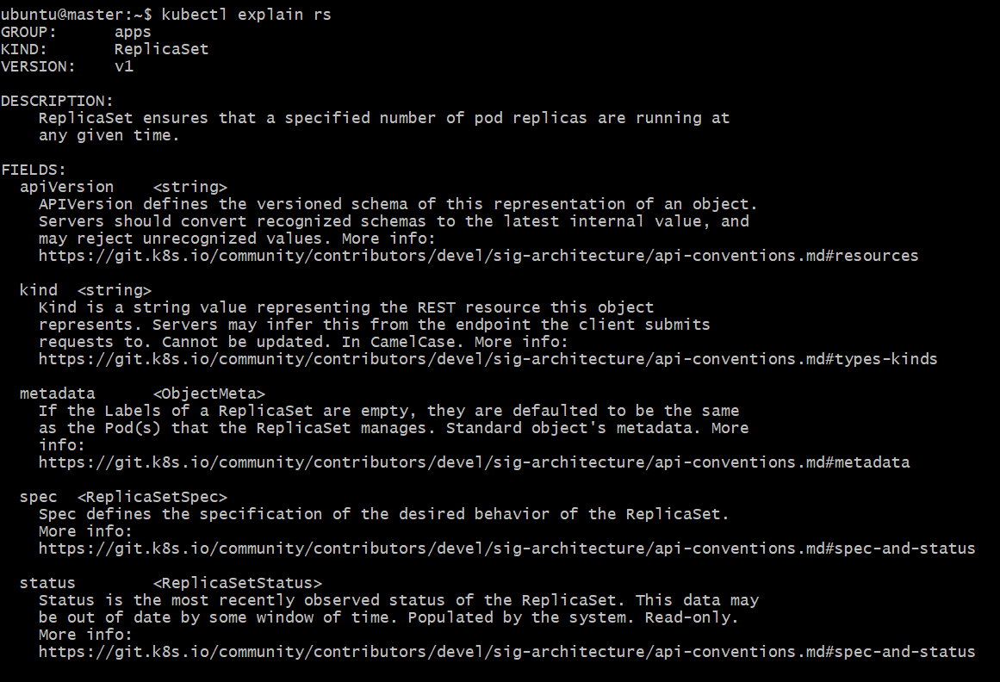 ubuntu@master:~$ kubectl explain rs
GROUP:      apps
KIND:       ReplicaSet
VERSION:    v1

DESCRIPTION:
    ReplicaSet ensures that a specified number of pod replicas are running at
    any given time.

FIELDS:
  apiVersion    <string>
    APIVersion defines the versioned schema of this representation of an object.
    Servers should convert recognized schemas to the latest internal value, and
    may reject unrecognized values. More info:
    https://git.k8s.io/community/contributors/devel/sig-architecture/api-conventions.md#resources

  kind  <string>
    Kind is a string value representing the REST resource this object
    represents. Servers may infer this from the endpoint the client submits
    requests to. Cannot be updated. In CamelCase. More info:
    https://git.k8s.io/community/contributors/devel/sig-architecture/api-conventions.md#types-kinds

  metadata      <ObjectMeta>
    If the Labels of a ReplicaSet are empty, they are defaulted to be the same
    as the Pod(s) that the ReplicaSet manages. Standard object's metadata. More
    info:
    https://git.k8s.io/community/contributors/devel/sig-architecture/api-conventions.md#metadata

  spec  <ReplicaSetSpec>
    Spec defines the specification of the desired behavior of the ReplicaSet.
    More info:
    https://git.k8s.io/community/contributors/devel/sig-architecture/api-conventions.md#spec-and-status

  status        <ReplicaSetStatus>
    Status is the most recently observed status of the ReplicaSet. This data may
    be out of date by some window of time. Populated by the system. Read-only.
    More info:
    https://git.k8s.io/community/contributors/devel/sig-architecture/api-conventions.md#spec-and-status